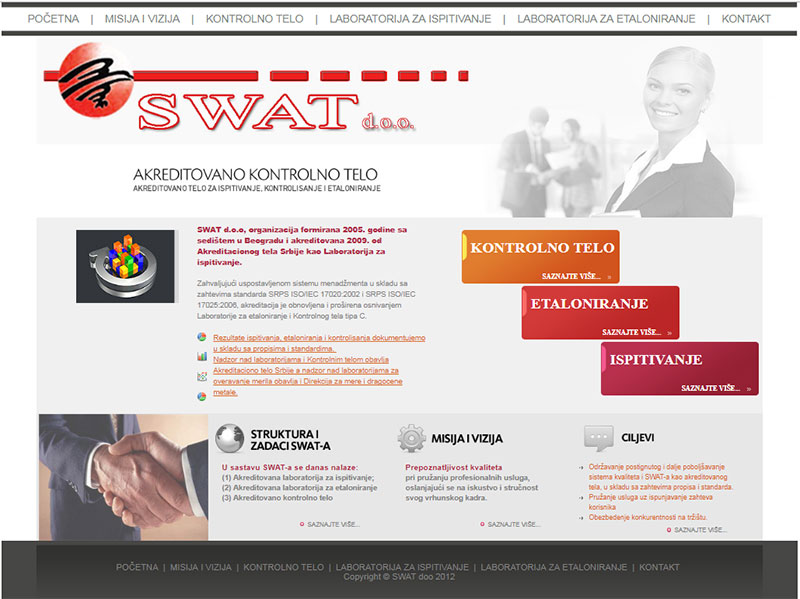 POČETNA | MISIJA I VIZIJA | KONTROLNO TELO | LABORATORIJA ZA ISPITIVANJE | LABORATORIJA ZA ETALONIRANJE | KONTAKT
SWAT d.o.o.
AKREDITOVANO KONTROLNO TELO
AKREDITOVANO TELO ZA ISPITIVANJE, KONTROLISANJE I ETALONIRANJE
SWAT d.o.o, organizacija formirana 2005. godine sa
sedištem u Beogradu i akreditovana 2009. od
Akreditacionog tela Srbije kao Laboratorija za
ispitivanje.
Zahvaljujući uspostavljenom sistemu menadžmenta u skladu sa
zahtevima standarda SRPS ISO/IEC 17020:2002 i SRPS ISO/IEC
17025:2006, akreditacija je obnovljena i proširena osnivanjem
Laboratorije za etaloniranje i Kontrolnog tela tipa C.
Rezultate ispitivanja, etaloniranja i kontrolisanja dokumentujemo
u skladu sa propisima i standardima.
Nadzor nad laboratorijama i Kontrolnim telom obavlja
Akreditaciono telo Srbije a nadzor nad laboratorijama za
overavanje merila obavlja i Direkcija za mere i dragocene
metale.
KONTROLNO TELO
SAZNAJTE VIŠE... »
ETALONIRANJE
SAZNAJTE VIŠE... »
ISPITIVANJE
SAZNAJTE VIŠE... »
STRUKTURA I
ZADACI SWAT-A
U sastavu SWAT-a se danas nalaze:
(1) Akreditovana laboratorija za ispitivanje;
(2) Akreditovana laboratorija za etaloniranje
(3) Akreditovano kontrolno telo
SAZNAJTE VIŠE...
MISIJA I VIZIJA
Prepoznatljivost kvaliteta
pri pružanju profesionalnih usluga,
oslanjajući se na iskustvo i stručnost
svog vrhunskog kadra.
SAZNAJTE VIŠE...
CILJEVI
Održavanje postignutog i dalje poboljšavanje
sistema kvaliteta i SWAT-a kao akreditovanog
tela, u skladu sa zahtevima propisa i standarda.
Pružanje usluga uz ispunjavanje zahteva
korisnika
Obezbeđenje konkurentnosti na tržištu.
SAZNAJTE VIŠE...
POČETNA | MISIJA I VIZIJA | KONTROLNO TELO | LABORATORIJA ZA ISPITIVANJE | LABORATORIJA ZA ETALONIRANJE | KONTAKT
Copyright © SWAT doo 2012